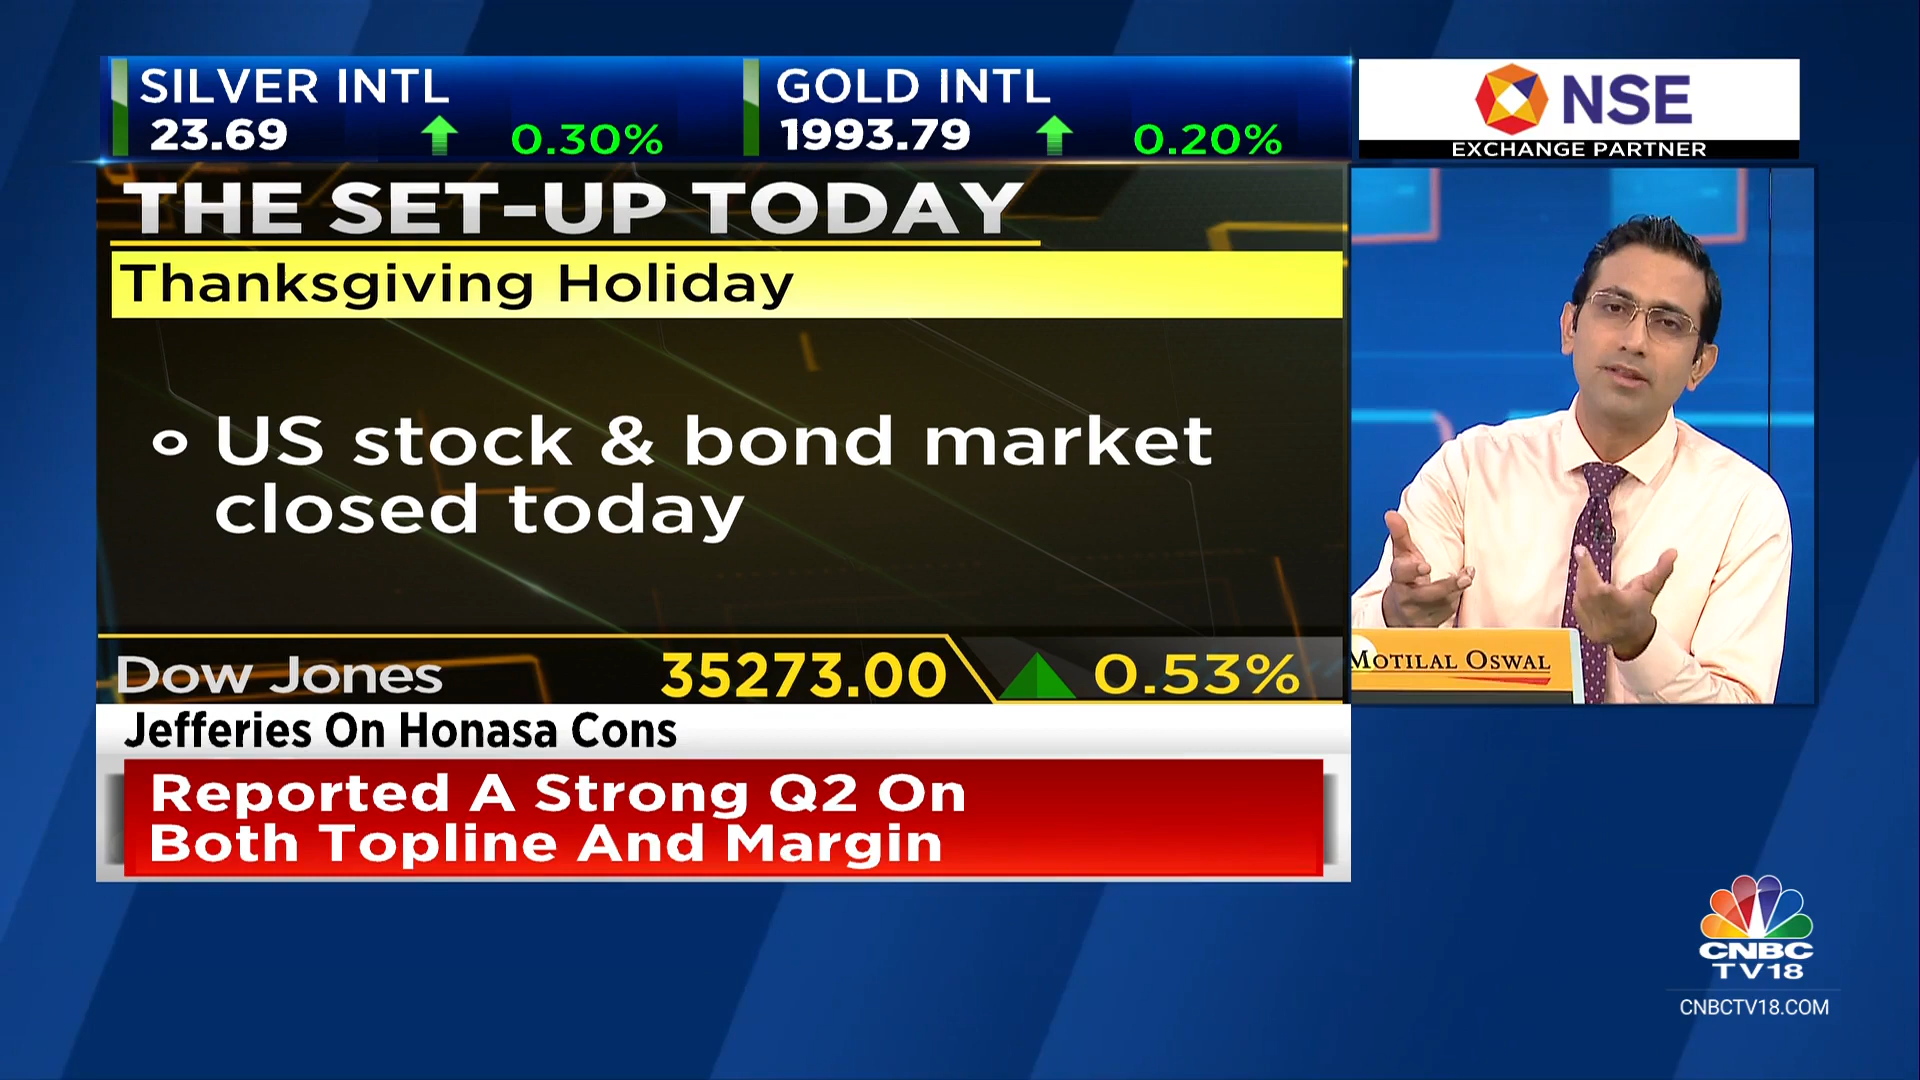 SILVER INTL
23.69 0.30%
GOLD INTL
1993.79 0.20%
NSE
EXCHANGE PARTNER
THE SET-UP TODAY
Thanksgiving Holiday
US stock & bond market
closed today
Dow Jones 35273.00 0.53%
MOTILAL OSWAL
Jefferies On Honasa Cons
Reported A Strong Q2 On
Both Topline And Margin
CNBC
TV18
CNBCTV18.COM